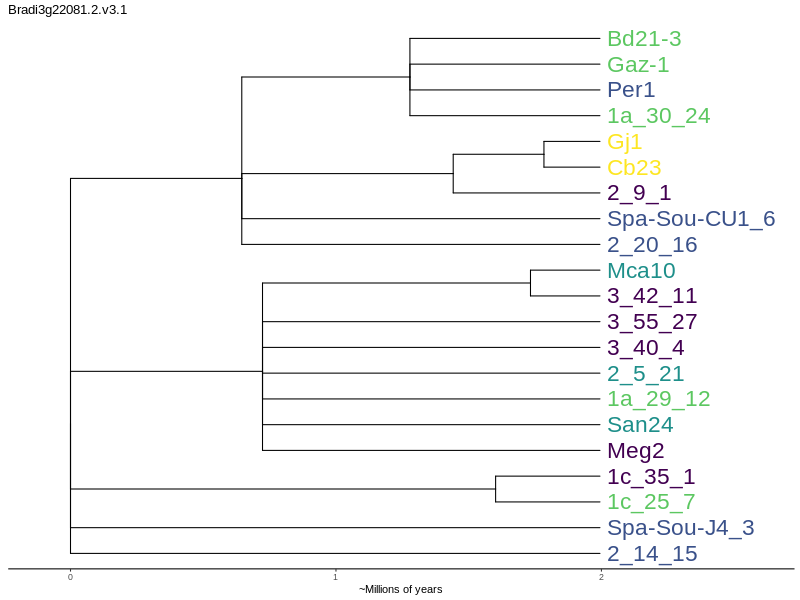 Bradi3g22081.2.v3.1
Bd21-3
Gaz-1
Per1
1a_30_24
Gj1
Cb23
2_9_1
Spa-Sou-CU1_6
2_20_16
Mca10
3_42_11
3_55_27
3_40_4
2_5_21
1a_29_12
San24
Meg2
1c_35_1
1c_25_7
Spa-Sou-J4_3
2_14_15
0 1 2
~Millions of years